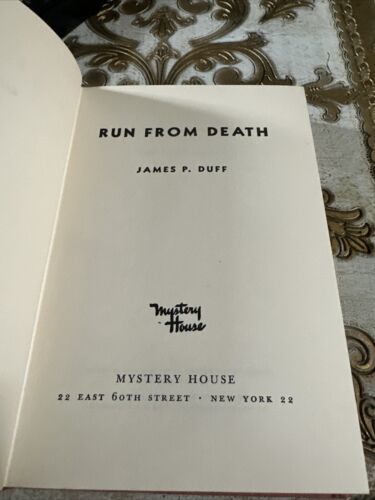 RUN FROM DEATH
JAMES P. DUFF
Mystery
House
MYSTERY HOUSE
22 EAST 60TH STREET · NEW YORK 22